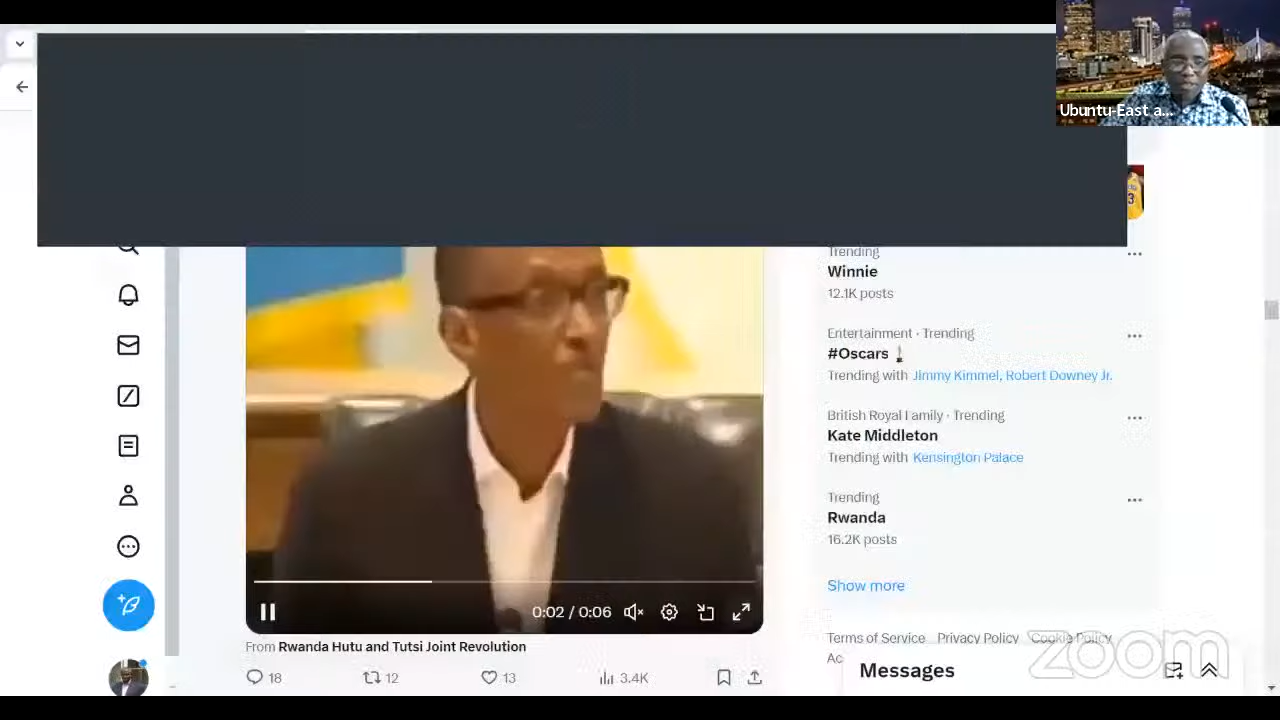 Ubuntu-East a...
Trending
Winnie
12.1K posts
Entertainment · Trending
#Oscars
Trending with Jimmy Kimmel, Robert Downey Jr.
British Royal Family · Trending
Kate Middleton
Trending with Kensington Palace
Trending
Rwanda
16.2K posts
Show more
0:02 / 0:06
From Rwanda Hutu and Tutsi Joint Revolution
18 12 13 3.4K
Terms of Service Privacy Policy Cookie Policy
Ac
Messages
zoom
3